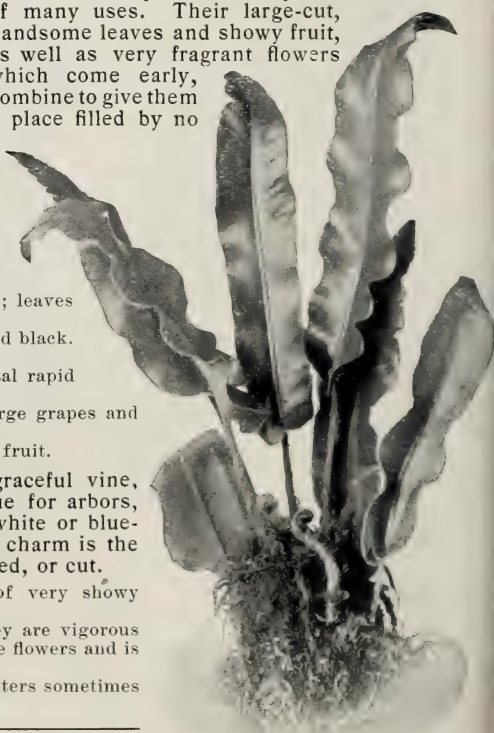 f many uses. Their large-cut,
andsome leaves and showy fruit,
s well as very fragrant flowers
which come early,
ombine to give them
place filled by no
; leaves
d black.
al rapid
rge grapes and
fruit.
graceful vine,
ue for arbors,
white or blue-
charm is the
ed, or cut.
of very showy
ey are vigorous
e flowers and is
ters sometimes